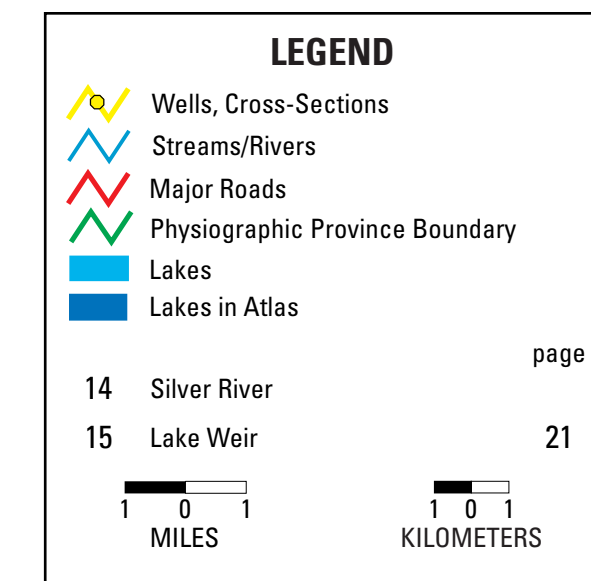 LEGEND
Wells, Cross-Sections
Streams/Rivers
Major Roads
Physiographic Province Boundary
Lakes
Lakes in Atlas
page
14 Silver River
15 Lake Weir 21
1 0 1 1 0 1
MILES KILOMETERS